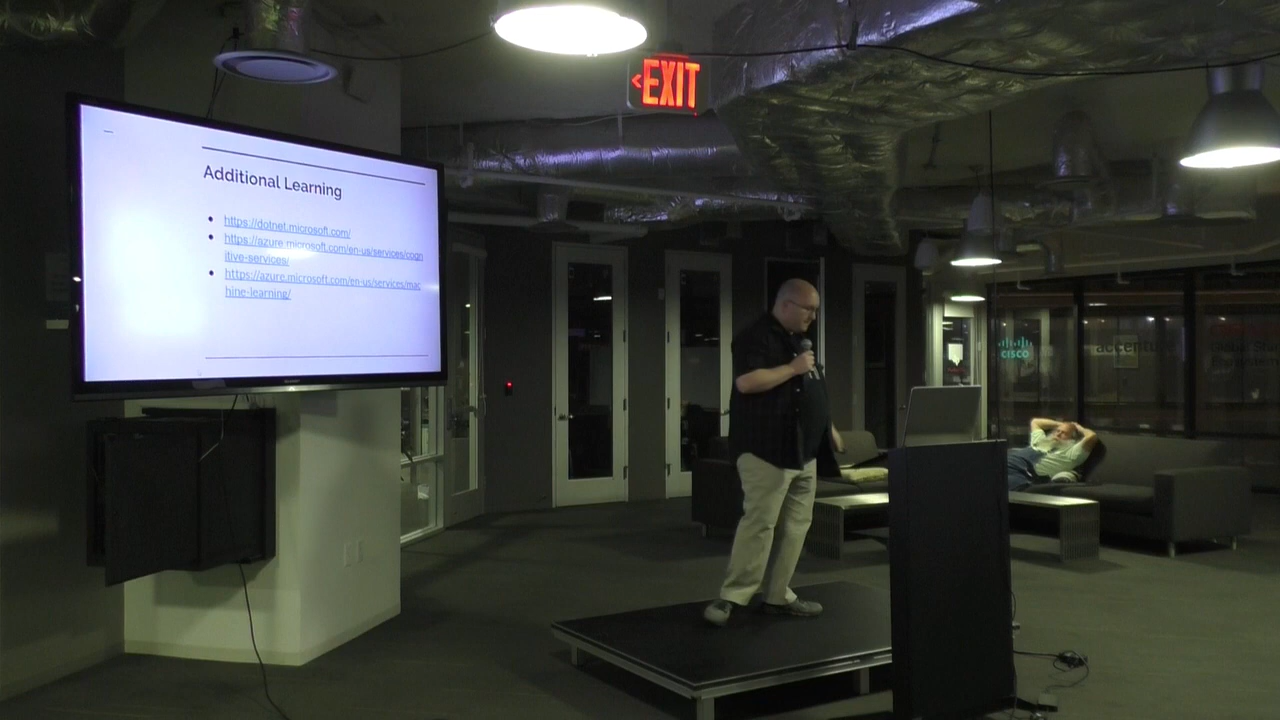 EXIT
Additional Learning
https://dotnet.microsoft.com/
https://azure.microsoft.com/en-us/services/cogn
itive-services/
https://azure.microsoft.com/en-us/services/mac
hine-learning/
CISCO
accenture